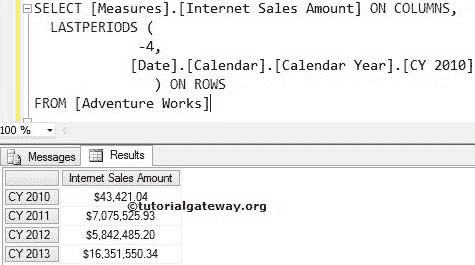 SELECT [Measures].[Internet Sales Amount] ON COLUMNS,
LASTPERIODS (
-4,
[Date].[Calendar].[Calendar Year].[CY 2010]
) ON ROWS
FROM [Adventure Works]
100 %
Messages Results
Internet Sales Amount
CY 2010 $43,421.04
©tutorialgateway.org
CY 2011 $7,075,525.93
CY 2012 $5,842,485.20
CY 2013 $16,351,550.34